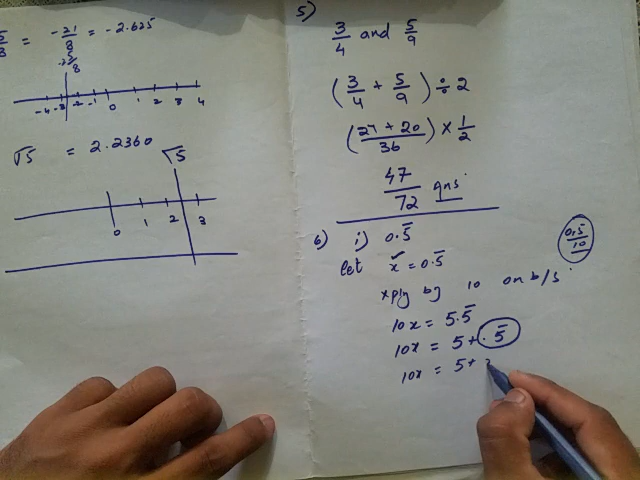 5/8 = -21/8 = -2.625
-4 -3 -2 -1 0 1 2 3 4
√5 = 2.2360
√5
0 1 2 3
5)
3/4 and 5/9
(3/4 + 5/9) ÷ 2
(27 + 20/36) × 1/2
47/72 ans
6) i) 0.5̅
let x = 0.5̅
xply by 10 on b/s
10x = 5.5̅
10x = 5 + .5̅
10x = 5 +
0.5̅/10